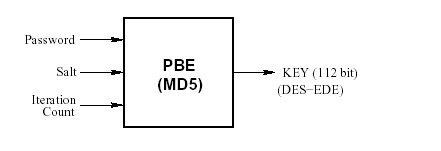 Password
Salt
Iteration
Count
PBE
(MD5)
KEY (112 bit)
(DES−EDE)